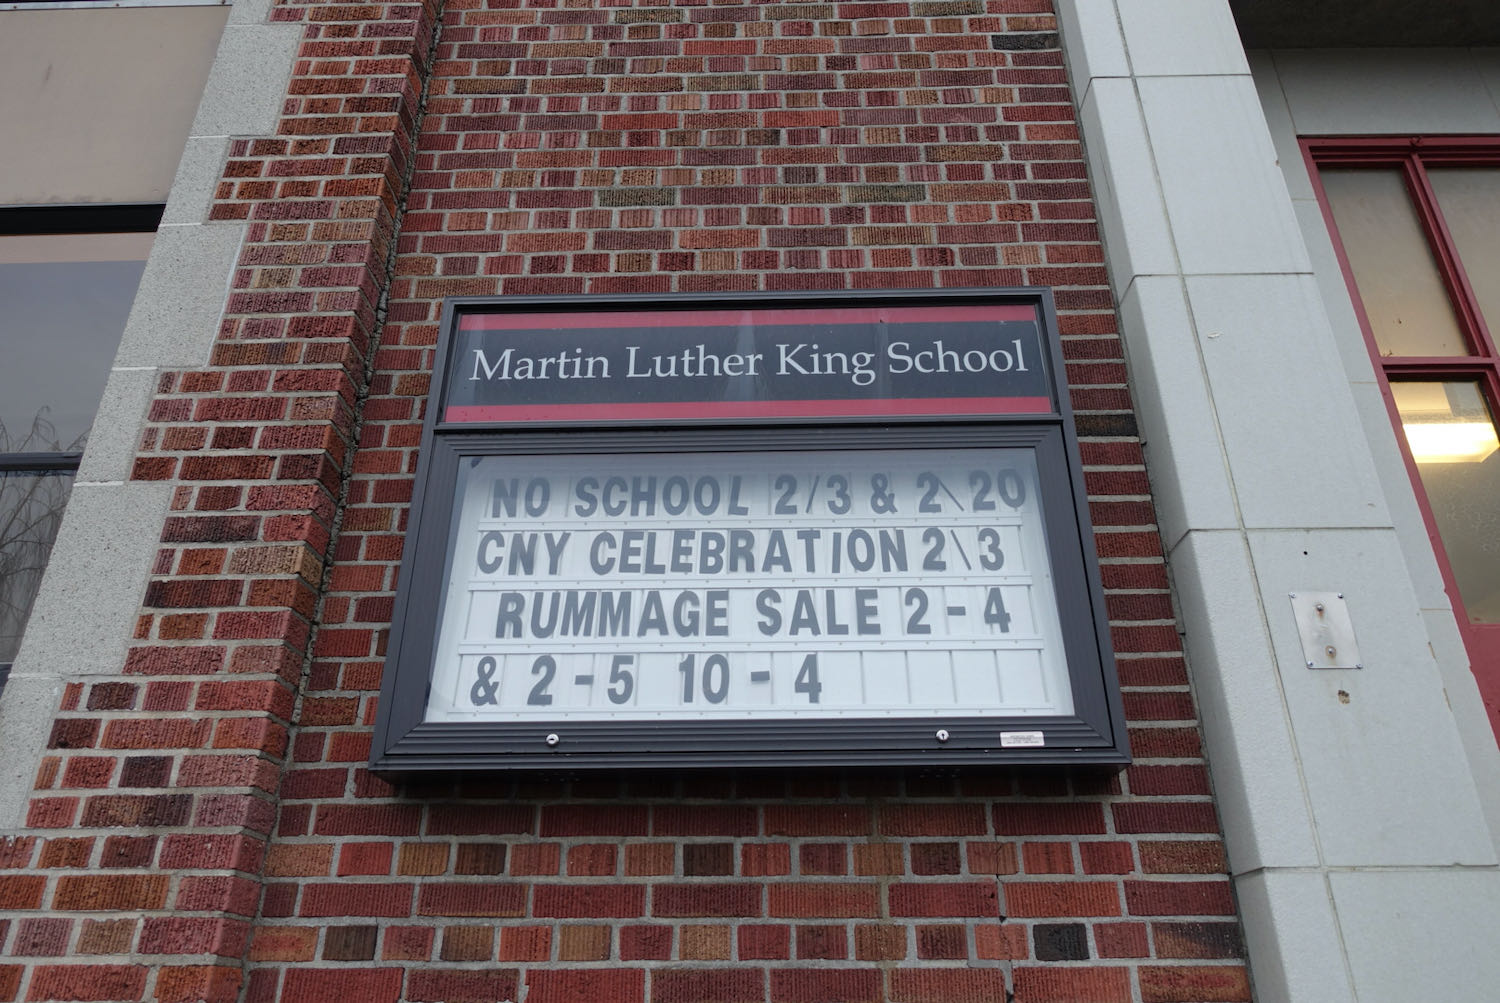 Martin Luther King School
NO SCHOOL 2/3 & 2\20
CNY CELEBRATION 2\3
RUMMAGE SALE 2-4
& 2-5 10-4